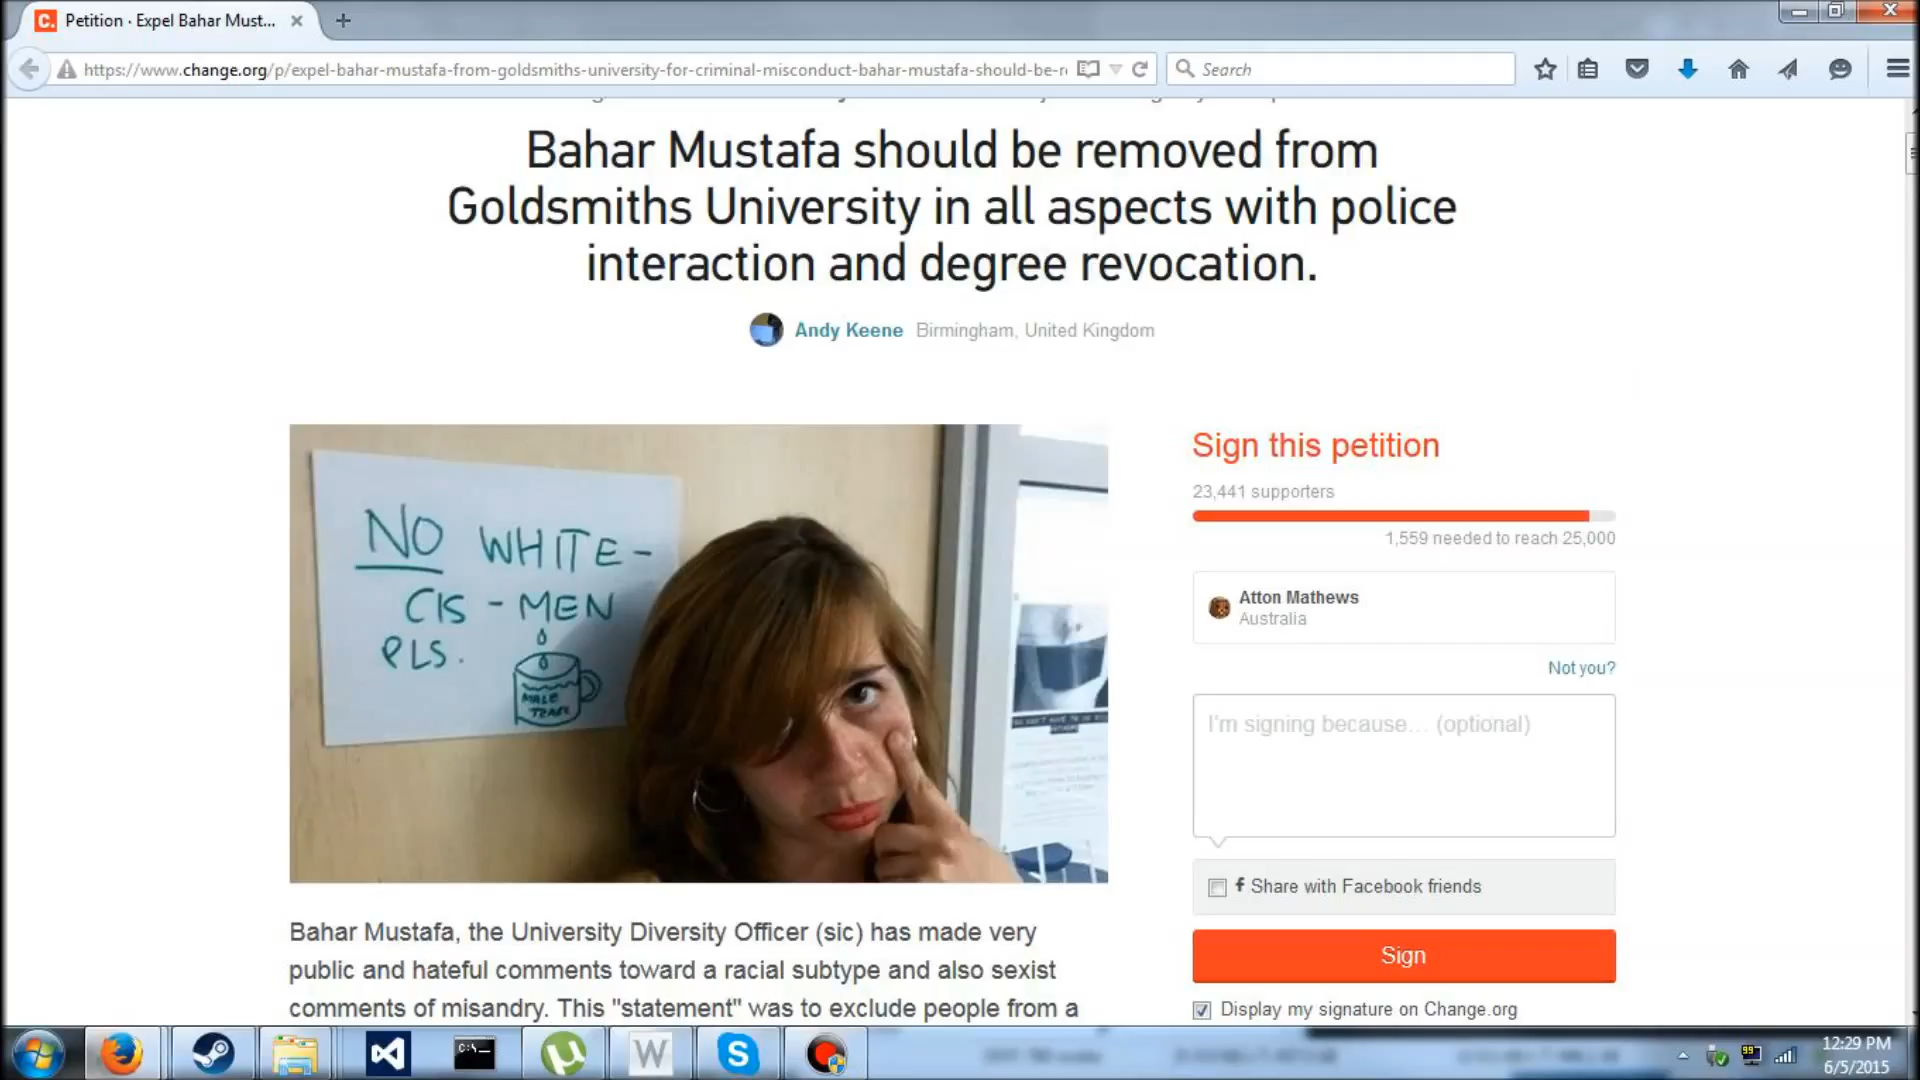 Petition · Expel Bahar Must...
https://www.change.org/p/expel-bahar-mustafa-from-goldsmiths-university-for-criminal-misconduct-bahar-mustafa-should-be-r
Search
Bahar Mustafa should be removed from
Goldsmiths University in all aspects with police
interaction and degree revocation.
Andy Keene Birmingham, United Kingdom
NO WHITE-
CIS-MEN
PLS.
MALE
TEARS
Sign this petition
23,441 supporters
1,559 needed to reach 25,000
Atton Mathews
Australia
Not you?
I'm signing because... (optional)
Share with Facebook friends
Sign
Display my signature on Change.org
Bahar Mustafa, the University Diversity Officer (sic) has made very
public and hateful comments toward a racial subtype and also sexist
comments of misandry. This "statement" was to exclude people from a
12:29 PM
6/5/2015